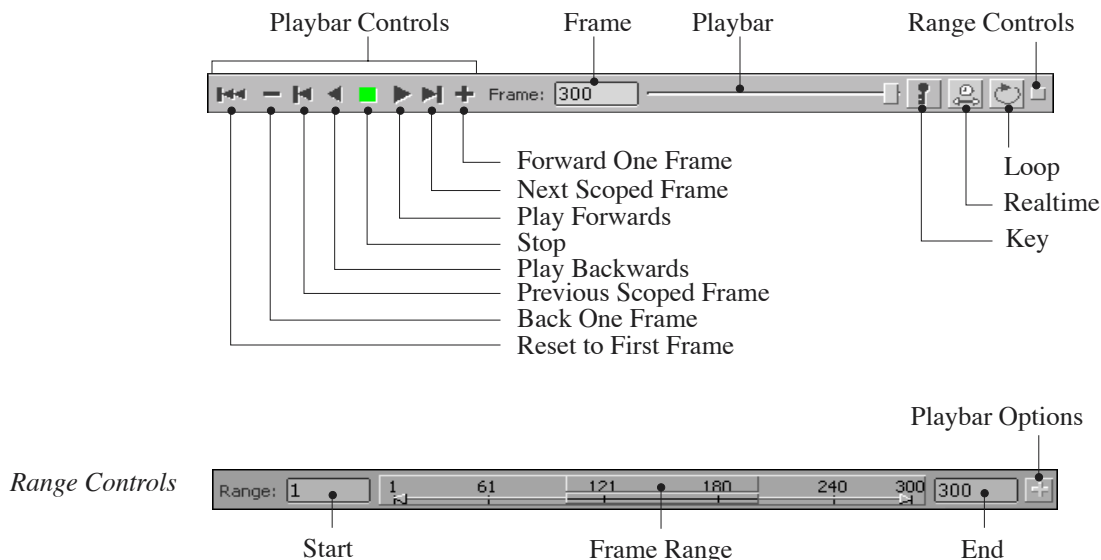 Playbar Controls Frame Playbar Range Controls
Frame: 300
Forward One Frame
Next Scoped Frame
Play Forwards
Stop
Play Backwards
Previous Scoped Frame
Back One Frame
Reset to First Frame
Loop
Realtime
Key
Playbar Options
Range Controls
Range: 1 1 61 121 180 240 300 300
Start Frame Range End